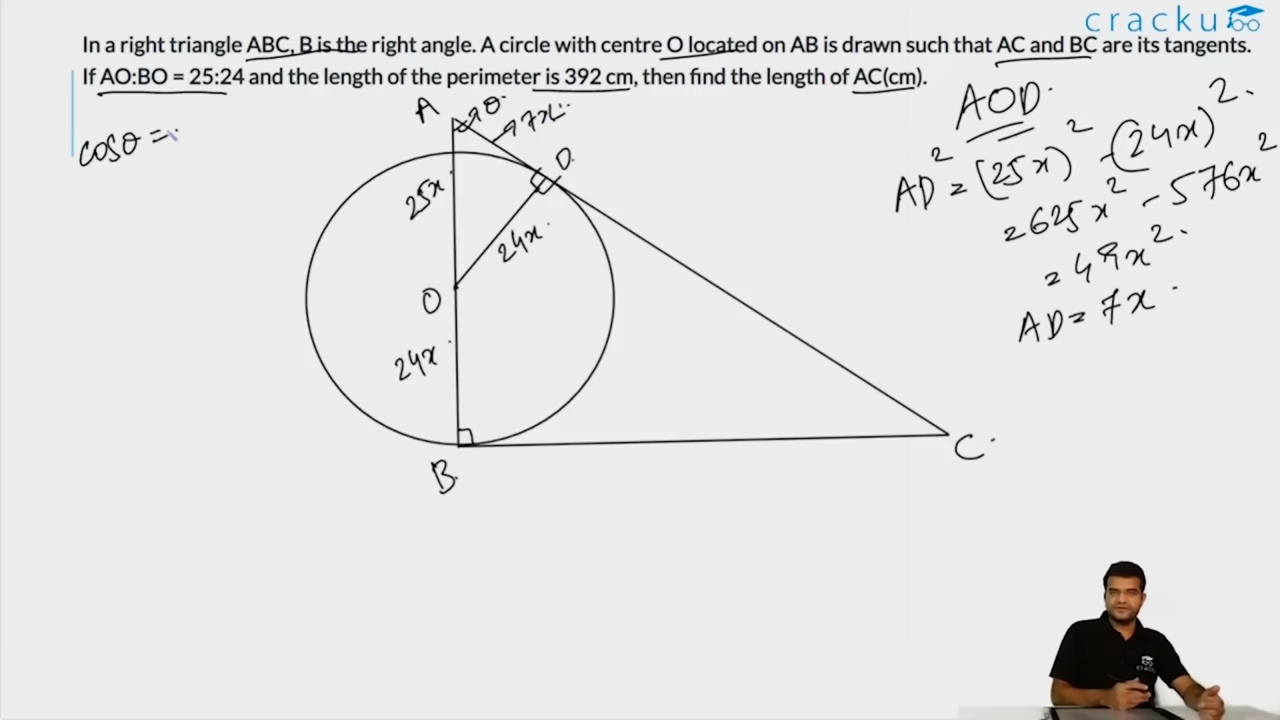 cracku
In a right triangle ABC, B is the right angle. A circle with centre O located on AB is drawn such that AC and BC are its tangents.
If AO:BO = 25:24 and the length of the perimeter is 392 cm, then find the length of AC(cm).
cosθ =
A
θ
7x
D
25x
24x
O
24x
B
C
AOD
AD² = (25x)² - (24x)²
= 625x² - 576x²
= 49x²
AD = 7x